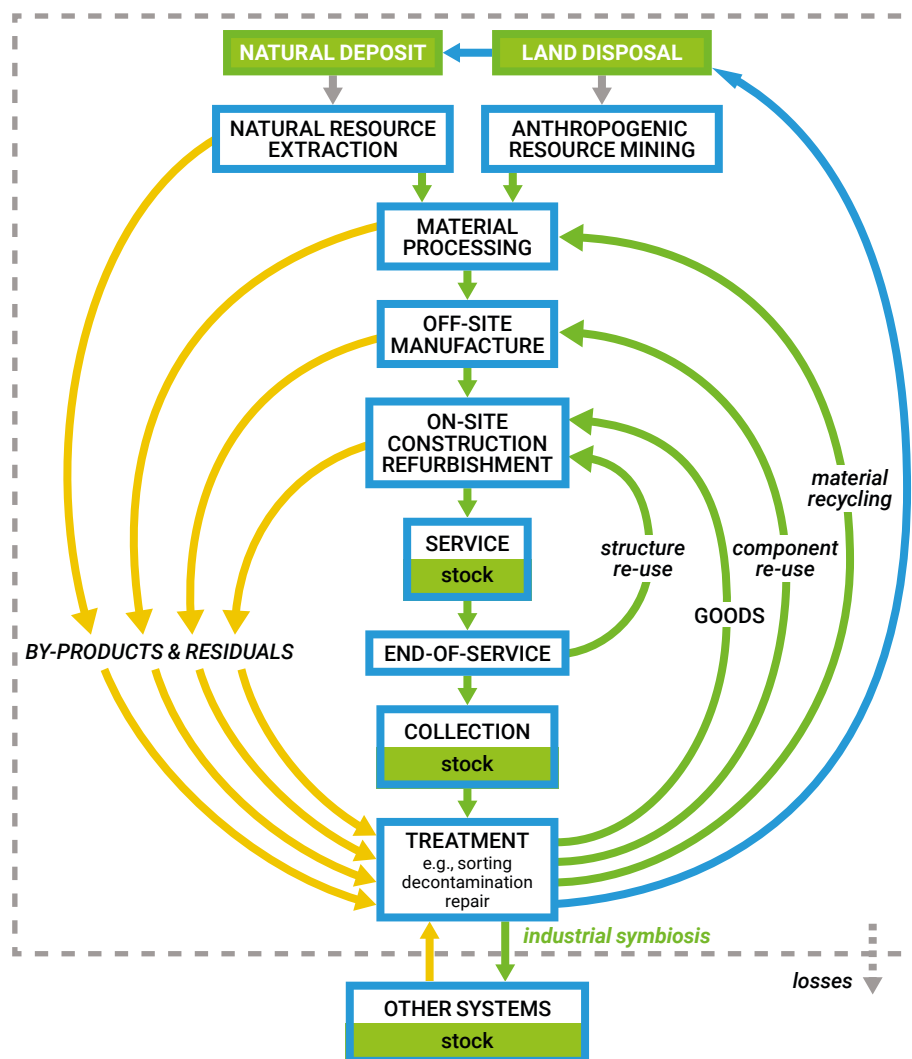 NATURAL DEPOSIT
LAND DISPOSAL
NATURAL RESOURCE
EXTRACTION
ANTHROPOGENIC
RESOURCE MINING
MATERIAL
PROCESSING
OFF-SITE
MANUFACTURE
ON-SITE
CONSTRUCTION
REFURBISHMENT
material
recycling
SERVICE
stock
structure
re-use
component
re-use
GOODS
BY-PRODUCTS & RESIDUALS
END-OF-SERVICE
COLLECTION
stock
TREATMENT
e.g., sorting
decontamination
repair
industrial symbiosis
losses
OTHER SYSTEMS
stock